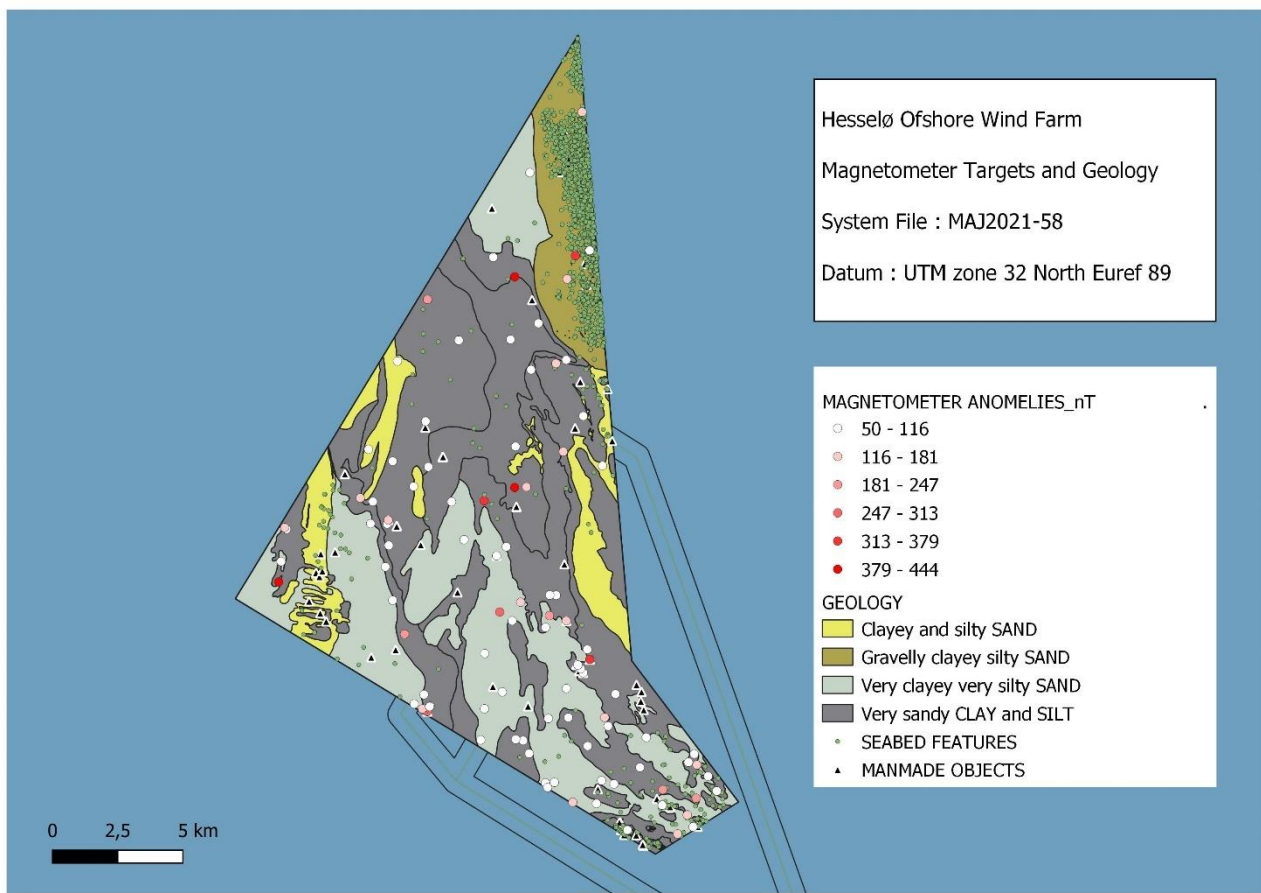 Hesselø Ofshore Wind Farm
Magnetometer Targets and Geology
System File : MAJ2021-58
Datum : UTM zone 32 North Euref 89
MAGNETOMETER ANOMELIES_nT .
50 - 116
116 - 181
181 - 247
247 - 313
313 - 379
379 - 444
GEOLOGY
Clayey and silty SAND
Gravelly clayey silty SAND
Very clayey very silty SAND
Very sandy CLAY and SILT
SEABED FEATURES
MANMADE OBJECTS
0 2,5 5 km